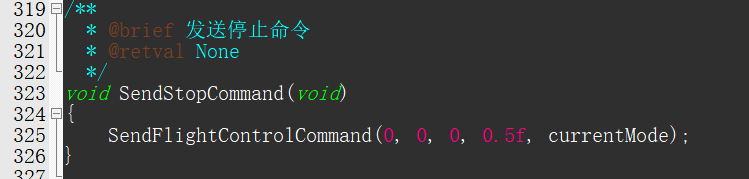 319 /**
320 * @brief 发送停止命令
321 * @retval None
322 */
323 void SendStopCommand(void)
324 {
325 SendFlightControlCommand(0, 0, 0, 0.5f, currentMode);
326 }
327